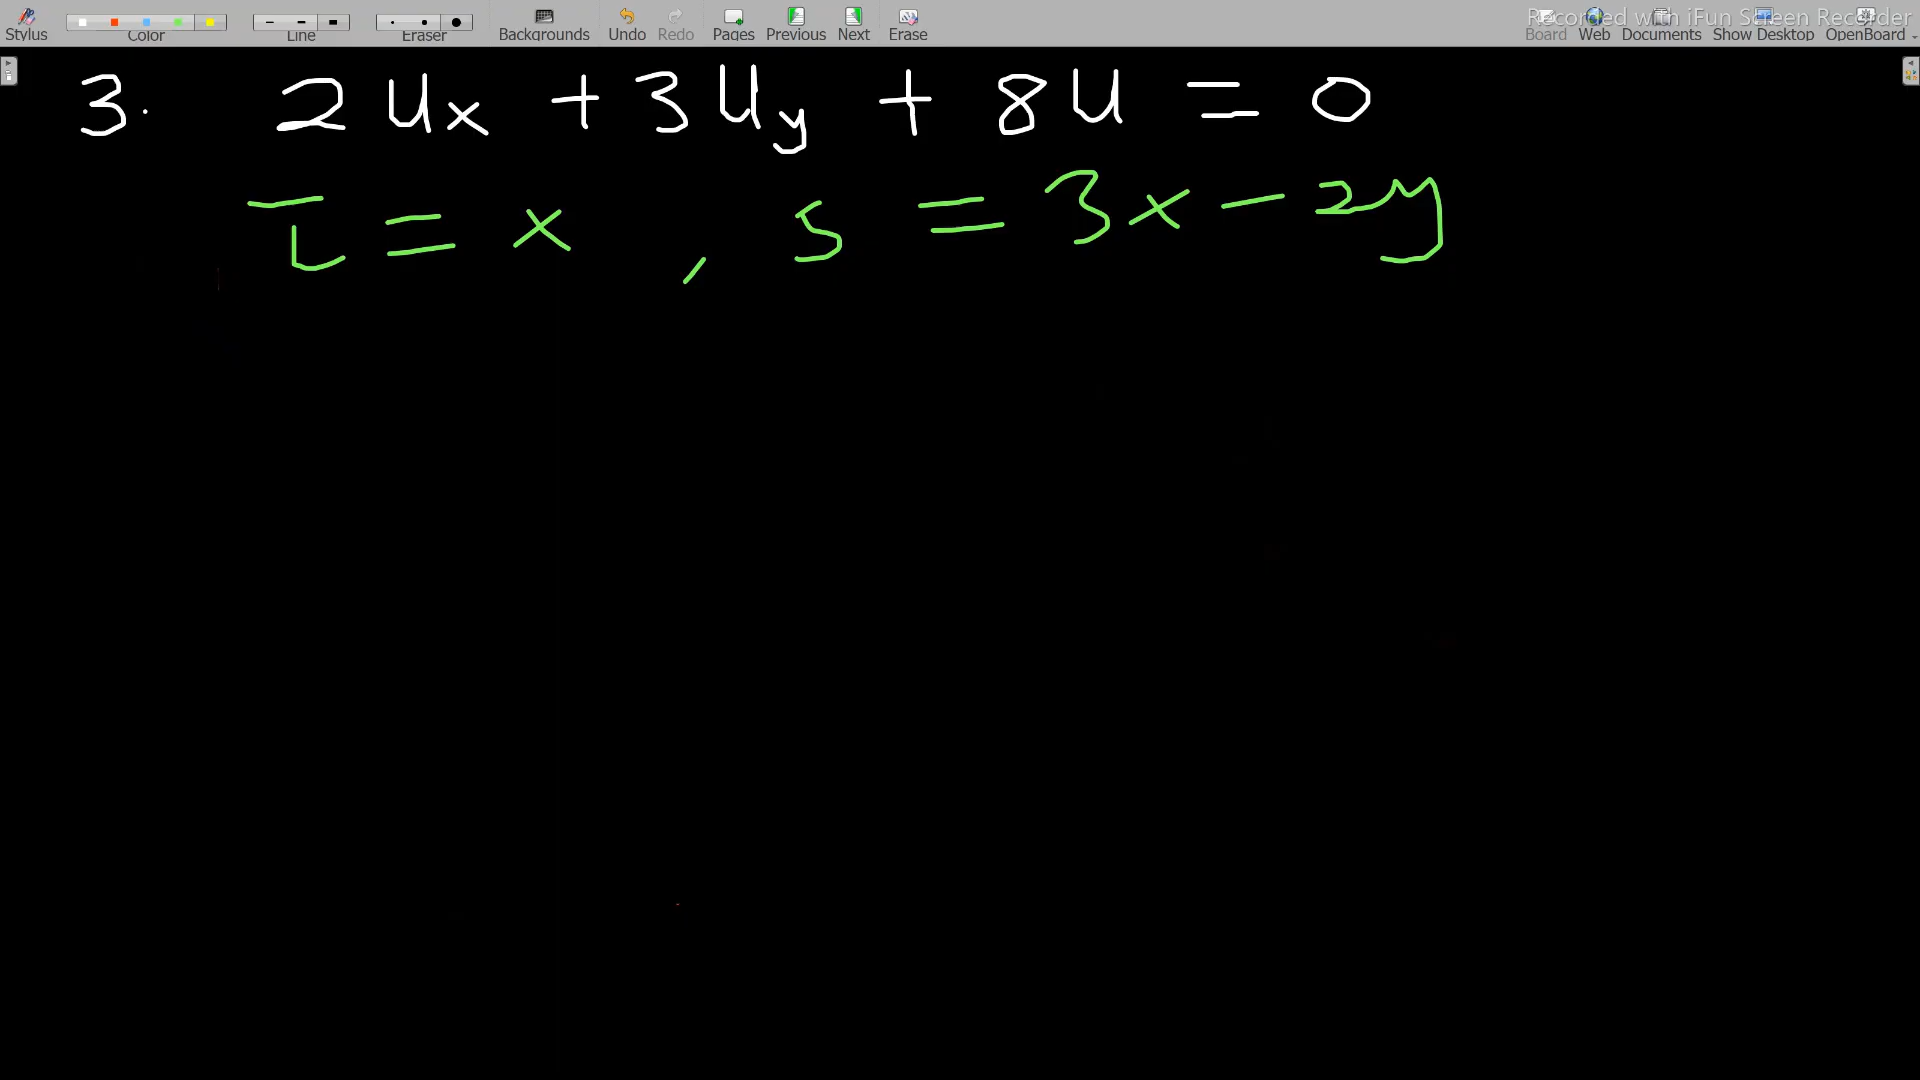 Recorded with iFun Screen Recorder
Stylus Color Line Eraser Backgrounds Undo Redo Pages Previous Next Erase Board Web Documents Show Desktop OpenBoard
3. 2Ux + 3Uy + 8U = 0
τ = x , s = 3x - 2y